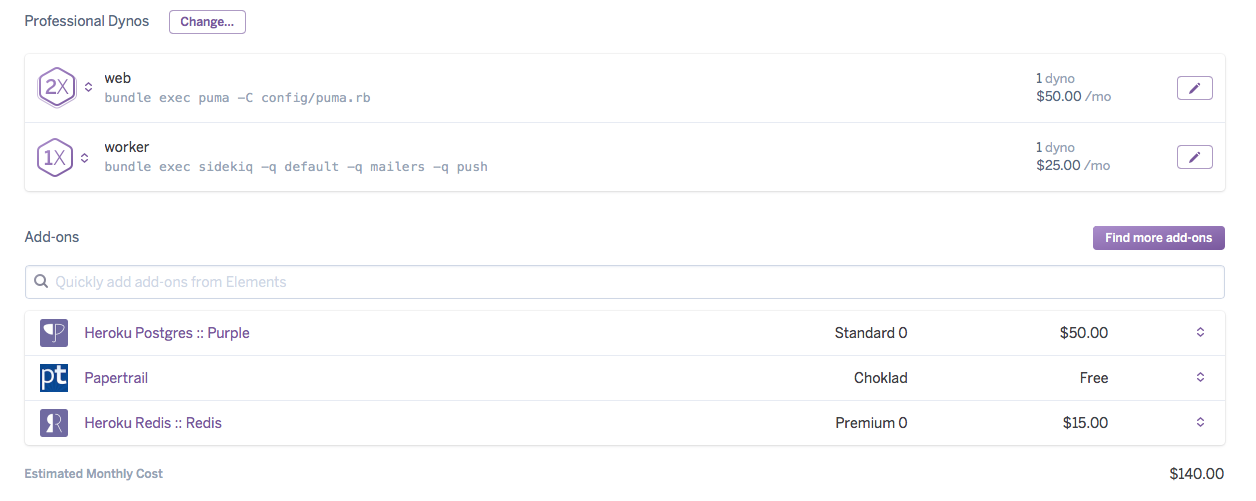 Professional Dynos Change...
2X web 1 dyno
bundle exec puma –C config/puma.rb $50.00 /mo
1X worker 1 dyno
bundle exec sidekiq –q default –q mailers –q push $25.00 /mo
Add-ons Find more add-ons
Quickly add add-ons from Elements
Heroku Postgres :: Purple Standard 0 $50.00
pt Papertrail Choklad Free
Heroku Redis :: Redis Premium 0 $15.00
Estimated Monthly Cost $140.00